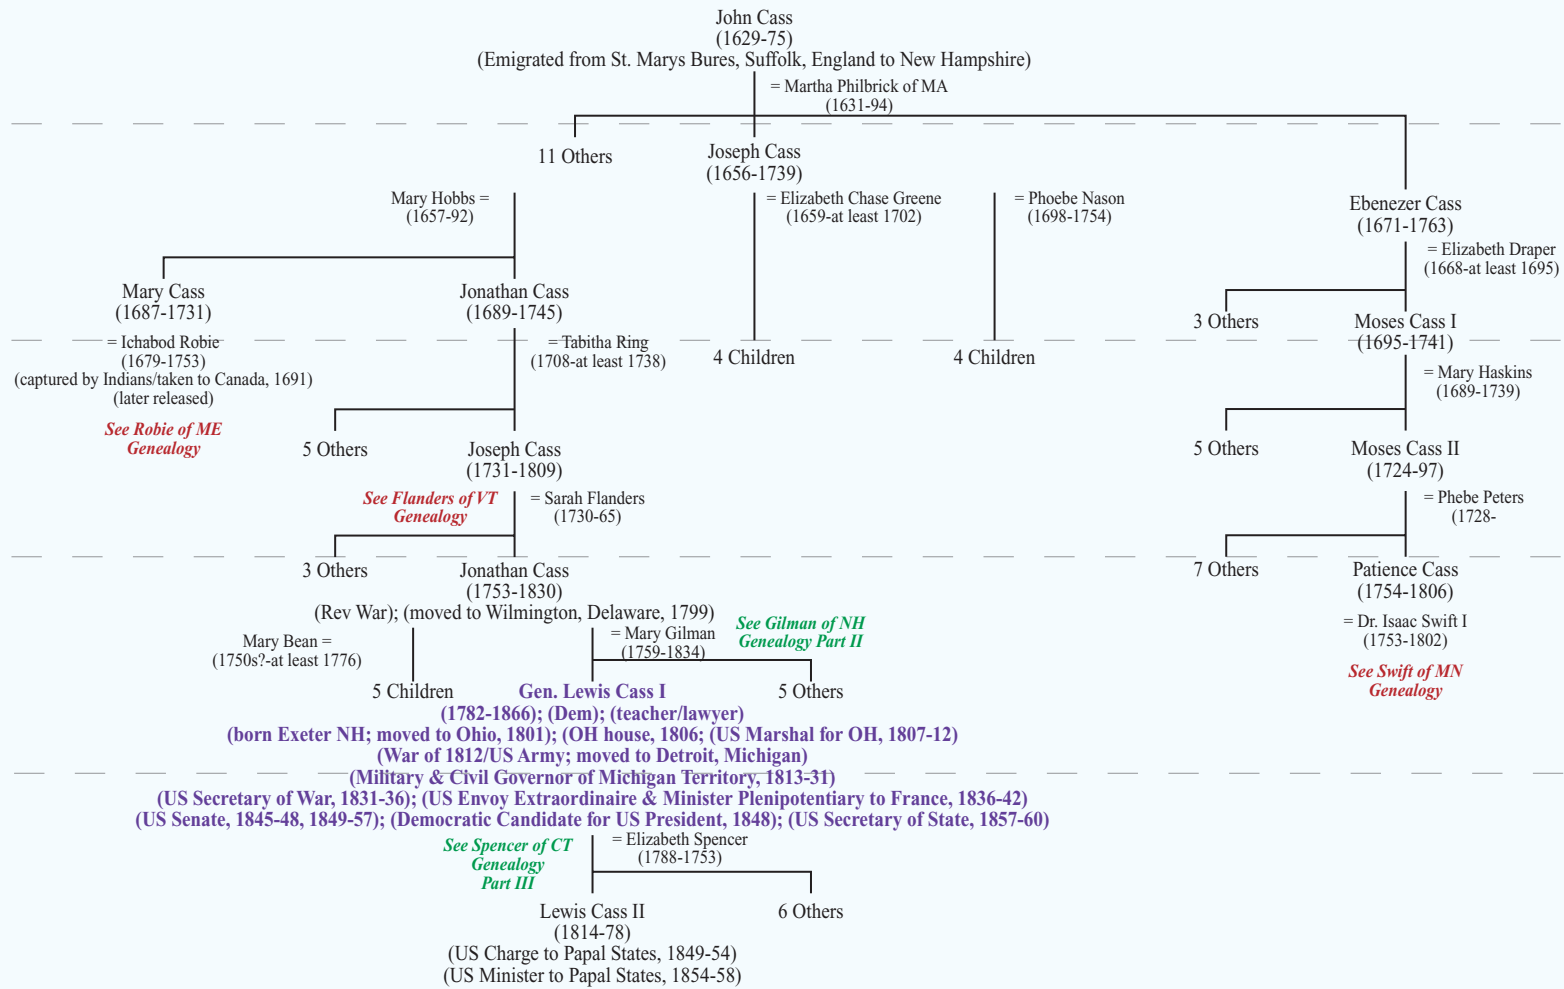 John Cass
(1629-75)
(Emigrated from St. Marys Bures, Suffolk, England to New Hampshire)
= Martha Philbrick of MA
(1631-94)
11 Others
Joseph Cass
(1656-1739)
Mary Hobbs =
(1657-92)
= Elizabeth Chase Greene
(1659-at least 1702)
= Phoebe Nason
(1698-1754)
Ebenezer Cass
(1671-1763)
= Elizabeth Draper
(1668-at least 1695)
Mary Cass
(1687-1731)
Jonathan Cass
(1689-1745)
3 Others
Moses Cass I
(1695-1741)
= Ichabod Robie
(1679-1753)
(captured by Indians/taken to Canada, 1691)
(later released)
See Robie of ME
Genealogy
= Tabitha Ring
(1708-at least 1738)
4 Children
4 Children
= Mary Haskins
(1689-1739)
5 Others
Joseph Cass
(1731-1809)
5 Others
Moses Cass II
(1724-97)
See Flanders of VT
Genealogy
= Sarah Flanders
(1730-65)
= Phebe Peters
(1728-
3 Others
Jonathan Cass
(1753-1830)
(Rev War); (moved to Wilmington, Delaware, 1799)
7 Others
Patience Cass
(1754-1806)
= Dr. Isaac Swift I
(1753-1802)
See Swift of MN
Genealogy
Mary Bean =
(1750s?-at least 1776)
= Mary Gilman
(1759-1834)
See Gilman of NH
Genealogy Part II
5 Children
Gen. Lewis Cass I
5 Others
(1782-1866); (Dem); (teacher/lawyer)
(born Exeter NH; moved to Ohio, 1801); (OH house, 1806; (US Marshal for OH, 1807-12)
(War of 1812/US Army; moved to Detroit, Michigan)
(Military & Civil Governor of Michigan Territory, 1813-31)
(US Secretary of War, 1831-36); (US Envoy Extraordinaire & Minister Plenipotentiary to France, 1836-42)
(US Senate, 1845-48, 1849-57); (Democratic Candidate for US President, 1848); (US Secretary of State, 1857-60)
See Spencer of CT
Genealogy
Part III
= Elizabeth Spencer
(1788-1753)
Lewis Cass II
(1814-78)
(US Charge to Papal States, 1849-54)
(US Minister to Papal States, 1854-58)
6 Others